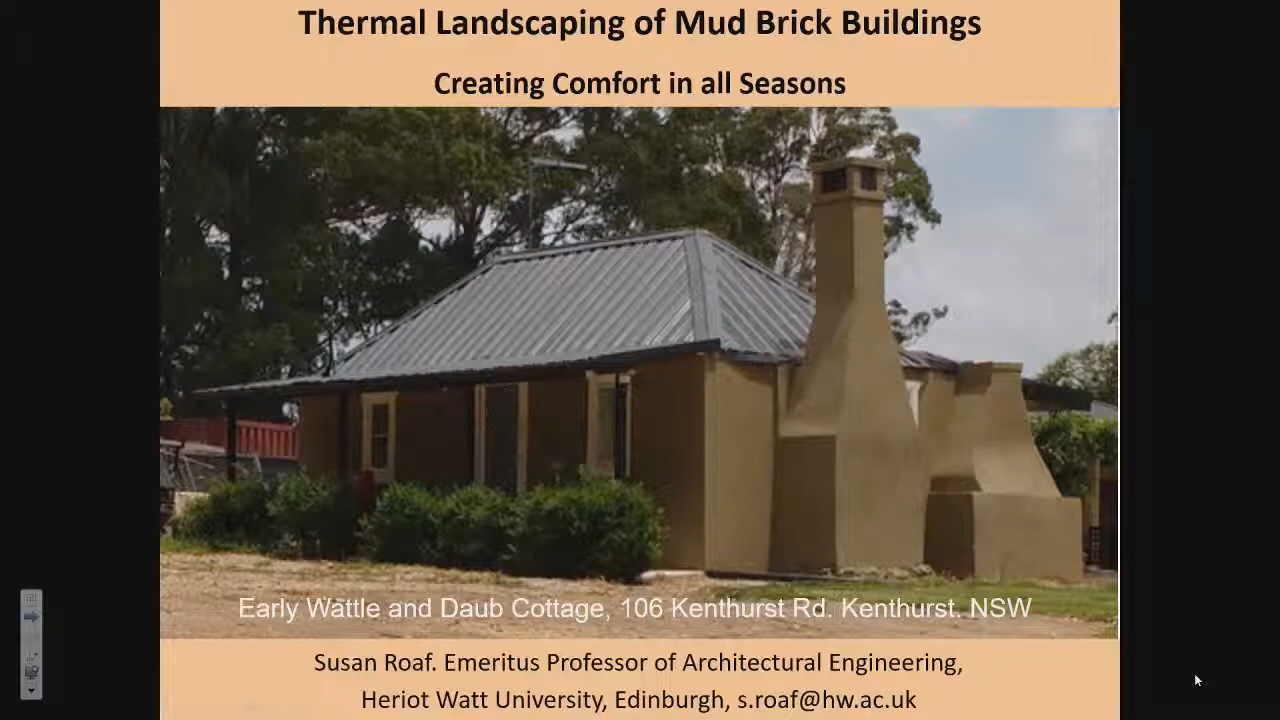 Thermal Landscaping of Mud Brick Buildings
Creating Comfort in all Seasons
Early Wattle and Daub Cottage, 106 Kenthurst Rd. Kenthurst. NSW
Susan Roaf. Emeritus Professor of Architectural Engineering,
Heriot Watt University, Edinburgh, s.roaf@hw.ac.uk